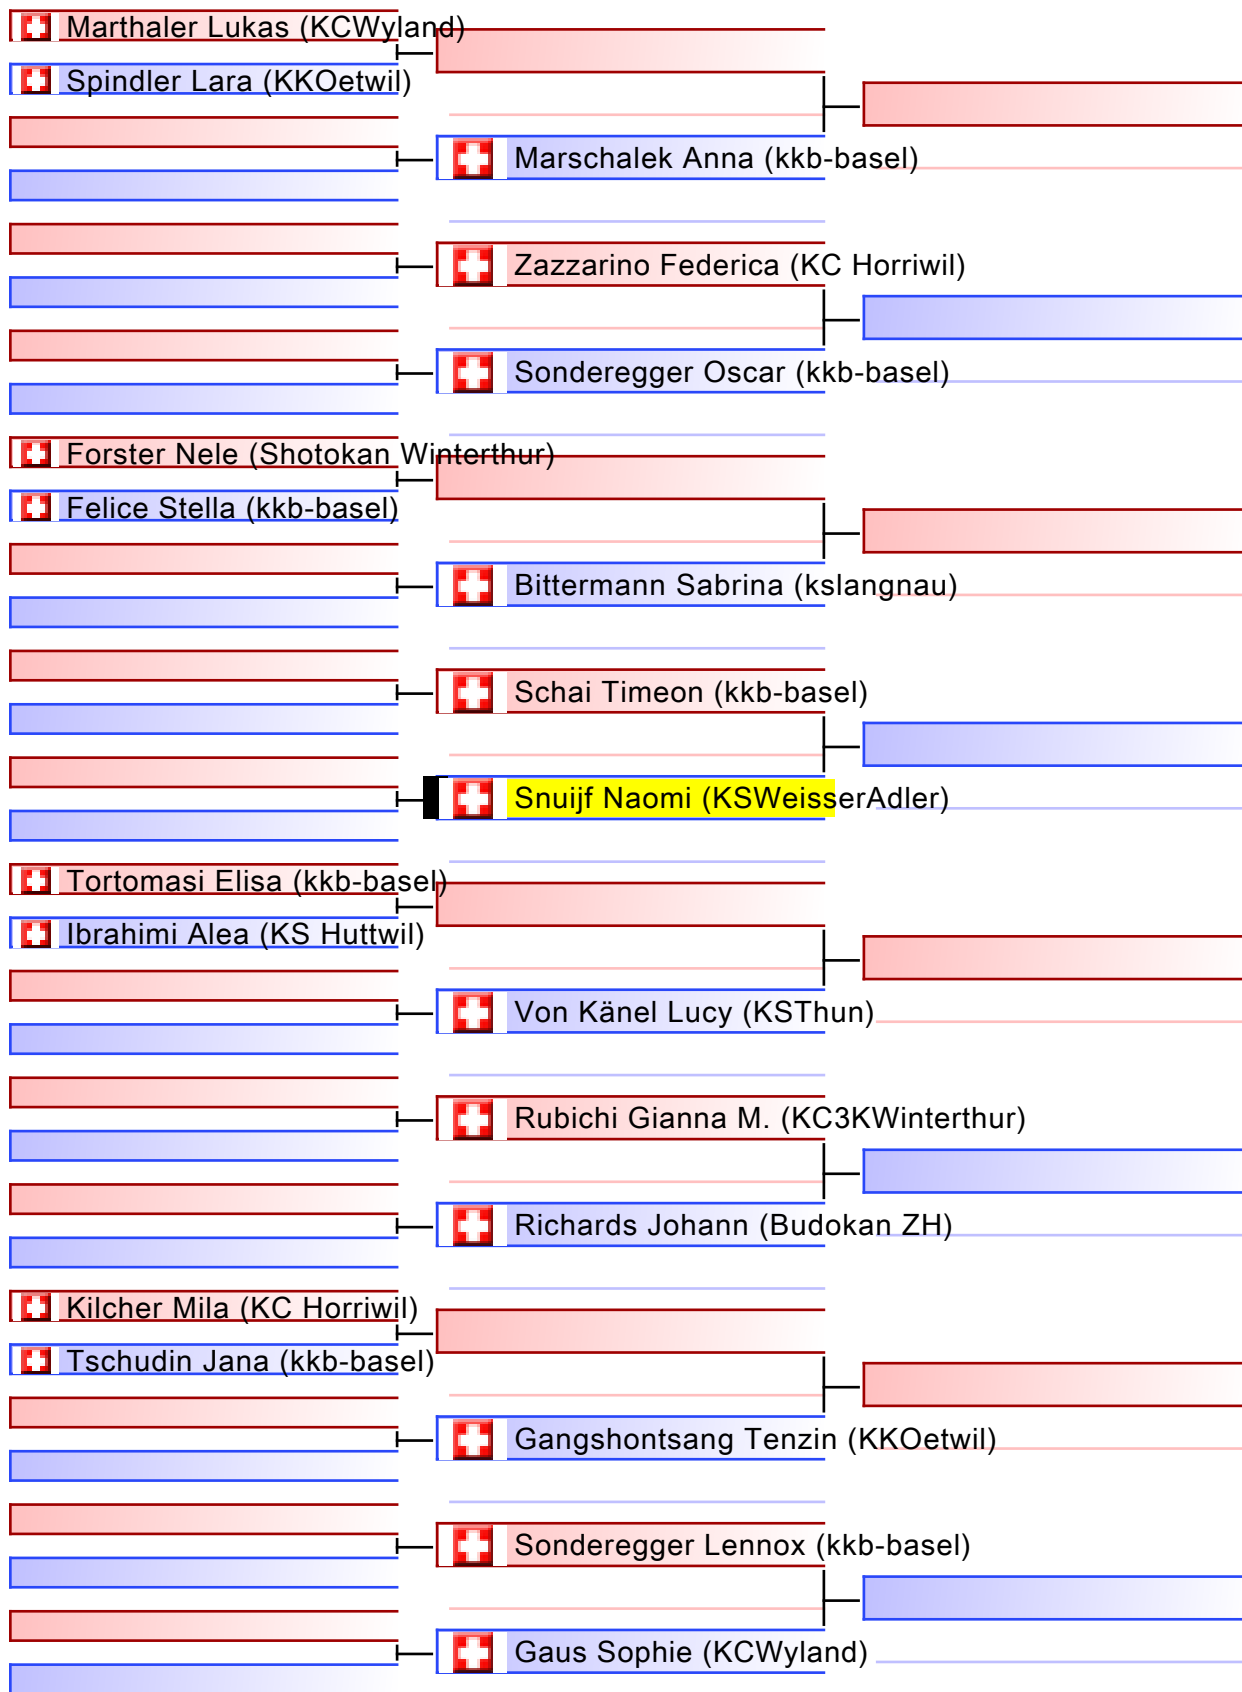 Marthaler Lukas (KCWyland)
Spindler Lara (KKOetwil)
Marschalek Anna (kkb-basel)
Zazzarino Federica (KC Horriwil)
Sonderegger Oscar (kkb-basel)
Forster Nele (Shotokan Winterthur)
Felice Stella (kkb-basel)
Bittermann Sabrina (kslangnau)
Schai Timeon (kkb-basel)
Snuijf Naomi (KSWeisserAdler)
Tortomasi Elisa (kkb-basel)
Ibrahimi Alea (KS Huttwil)
Von Känel Lucy (KSThun)
Rubichi Gianna M. (KC3KWinterthur)
Richards Johann (Budokan ZH)
Kilcher Mila (KC Horriwil)
Tschudin Jana (kkb-basel)
Gangshontsang Tenzin (KKOetwil)
Sonderegger Lennox (kkb-basel)
Gaus Sophie (KCWyland)